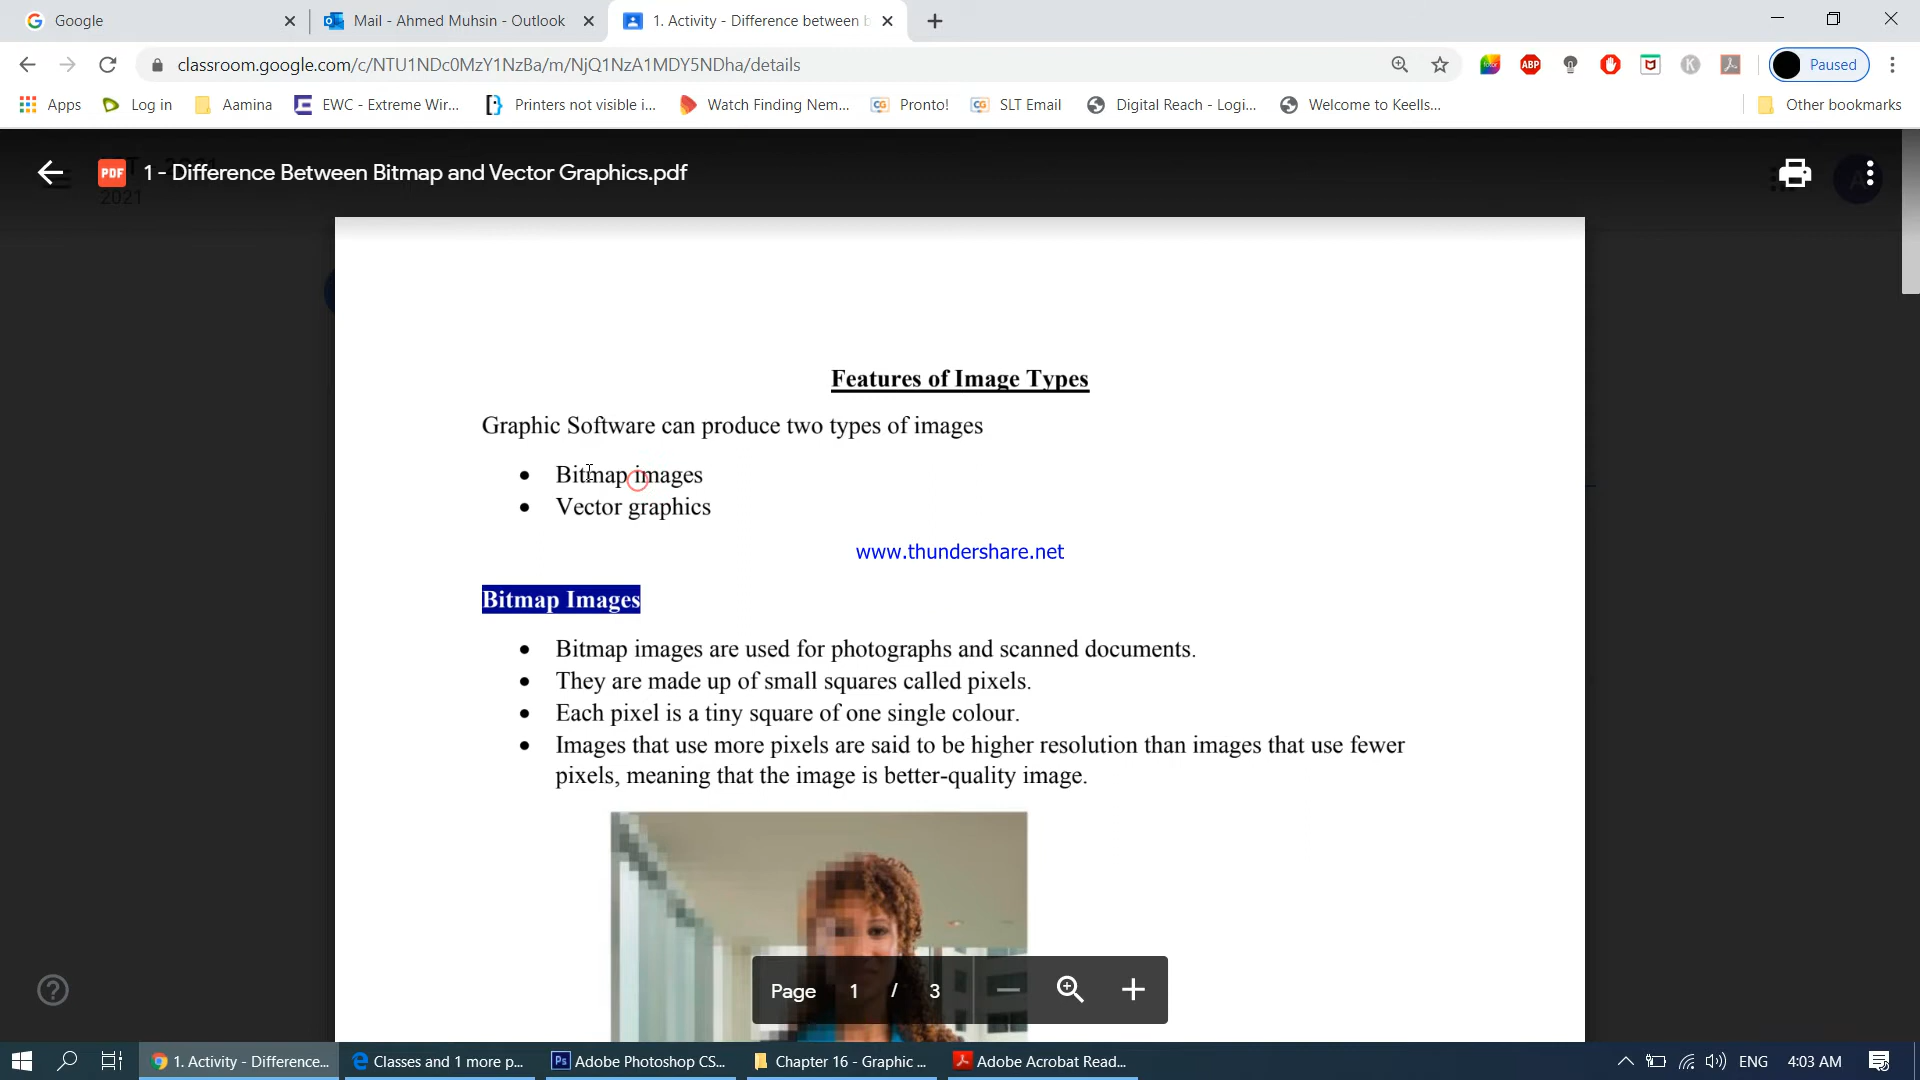 Google
Mail - Ahmed Muhsin - Outlook
1. Activity - Difference between b
classroom.google.com/c/NTU1NDc0MzY1NzBa/m/NjQ1NzA1MDY5NDha/details
ABP
K
Paused
Apps
Log in
Aamina
EWC - Extreme Wir...
Printers not visible i...
Watch Finding Nem...
CG Pronto!
CG SLT Email
Digital Reach - Logi...
Welcome to Keells...
Other bookmarks
PDF
1 - Difference Between Bitmap and Vector Graphics.pdf
2021
Features of Image Types
Graphic Software can produce two types of images
• Bitmap images
• Vector graphics
www.thundershare.net
Bitmap Images
• Bitmap images are used for photographs and scanned documents.
• They are made up of small squares called pixels.
• Each pixel is a tiny square of one single colour.
• Images that use more pixels are said to be higher resolution than images that use fewer
pixels, meaning that the image is better-quality image.
Page 1 / 3
1. Activity - Difference...
Classes and 1 more p...
Ps Adobe Photoshop CS...
Chapter 16 - Graphic ...
Adobe Acrobat Read...
ENG
4:03 AM